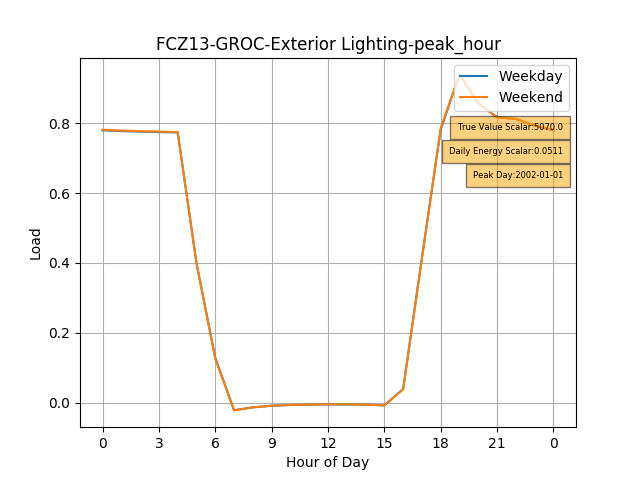 FCZ13-GROC-Exterior Lighting-peak_hour
Weekday
Weekend
True Value Scalar:5070.0
Daily Energy Scalar:0.0511
Peak Day:2002-01-01
Load
0.8
0.6
0.4
0.2
0.0
0 3 6 9 12 15 18 21 0
Hour of Day